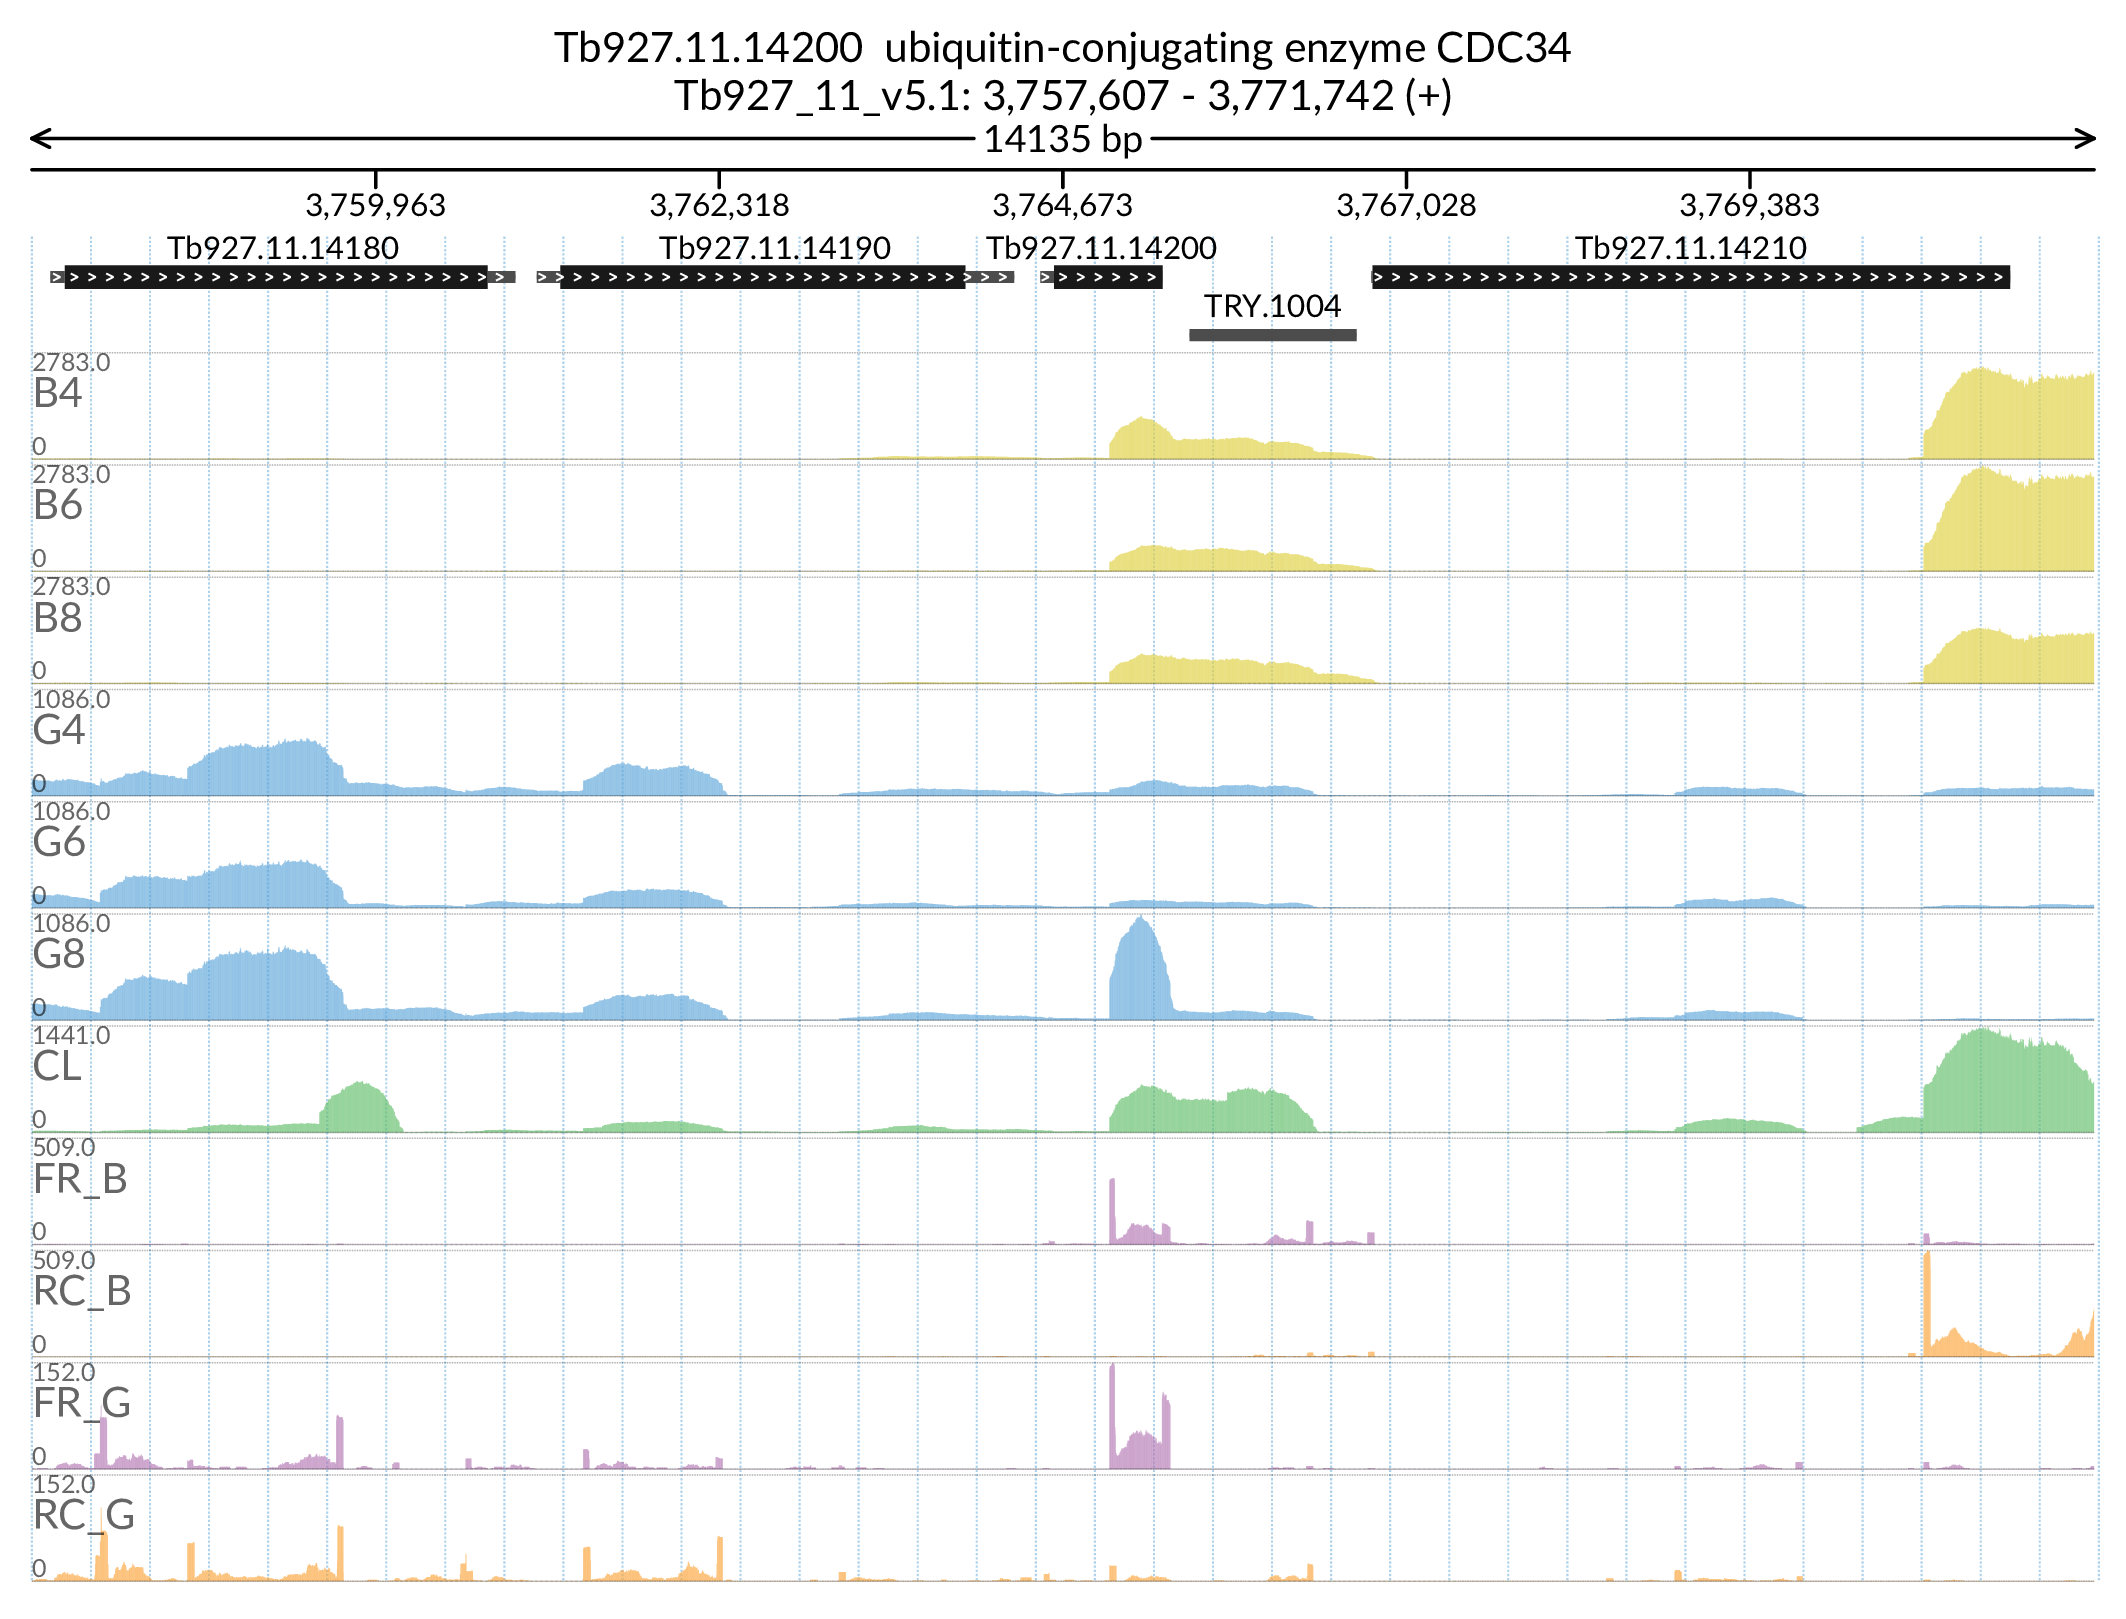 Tb927.11.14200 ubiquitin-conjugating enzyme CDC34
Tb927_11_v5.1: 3,757,607 - 3,771,742 (+)
14135 bp
3,759,963 3,762,318 3,764,673 3,767,028 3,769,383
Tb927.11.14180 Tb927.11.14190 Tb927.11.14200 Tb927.11.14210
TRY.1004
2783.0
B4
0
2783.0
B6
0
2783.0
B8
0
1086.0
G4
0
1086.0
G6
0
1086.0
G8
0
1441.0
CL
0
509.0
FR_B
0
509.0
RC_B
0
152.0
FR_G
0
152.0
RC_G
0